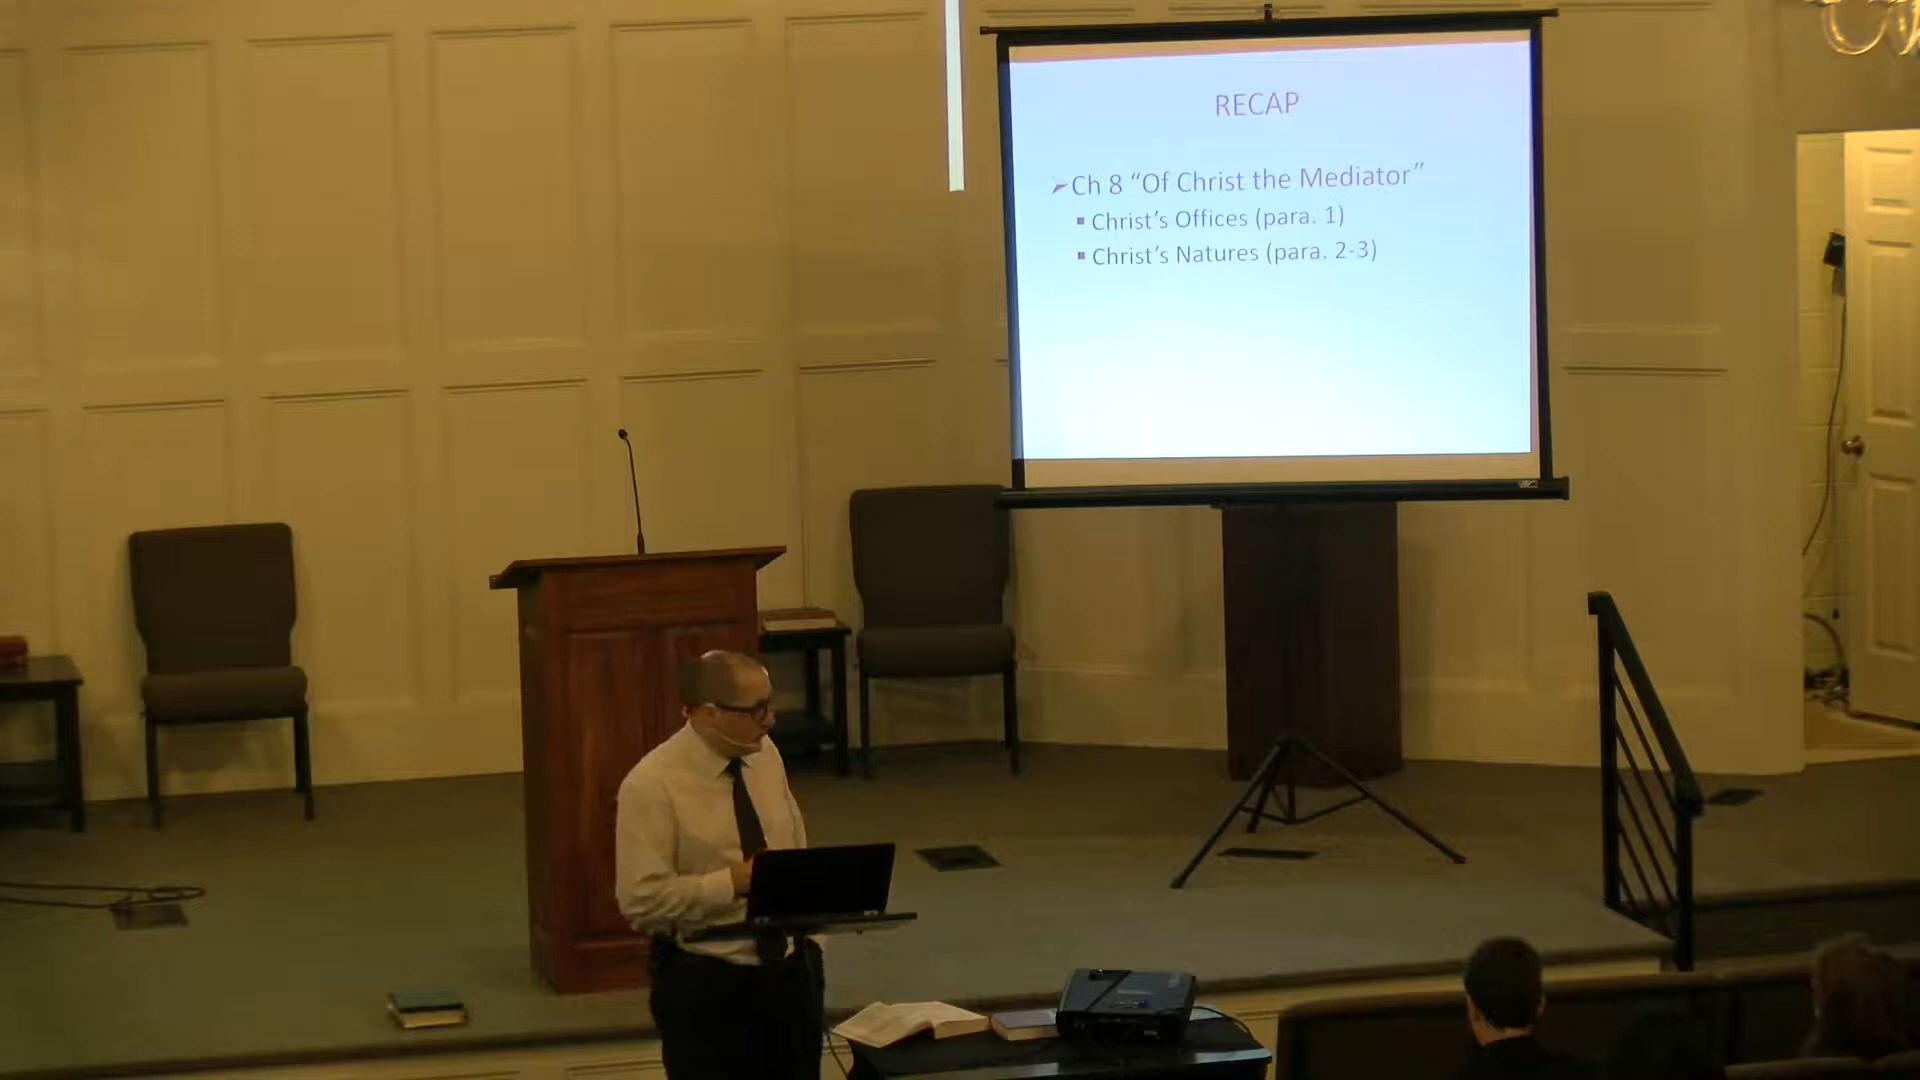 RECAP
Ch 8 “Of Christ the Mediator”
Christ’s Offices (para. 1)
Christ’s Natures (para. 2-3)